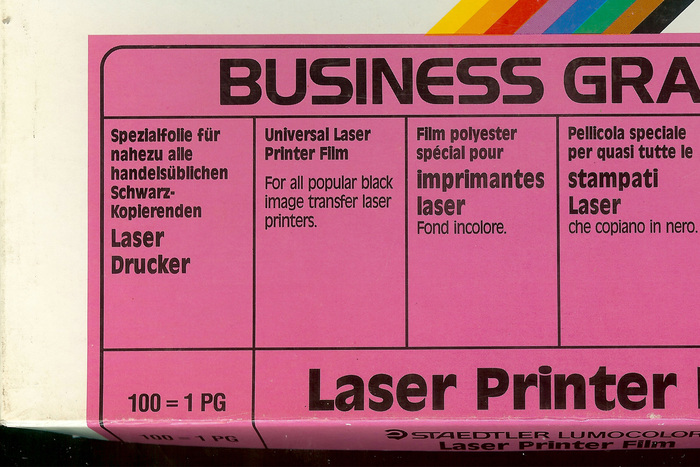 BUSINESS GRA
Spezialfolie für
nahezu alle
handelsüblichen
Schwarz-
Kopierenden
Laser
Drucker
Universal Laser
Printer Film
For all popular black
image transfer laser
printers.
Film polyester
spécial pour
imprimantes
laser
Fond incolore.
Pellicola speciale
per quasi tutte le
stampati
Laser
che copiano in nero.
100 = 1 PG
Laser Printer
100 = 1 PG
STAEDTLER LUMOCOLOR
Laser Printer Film